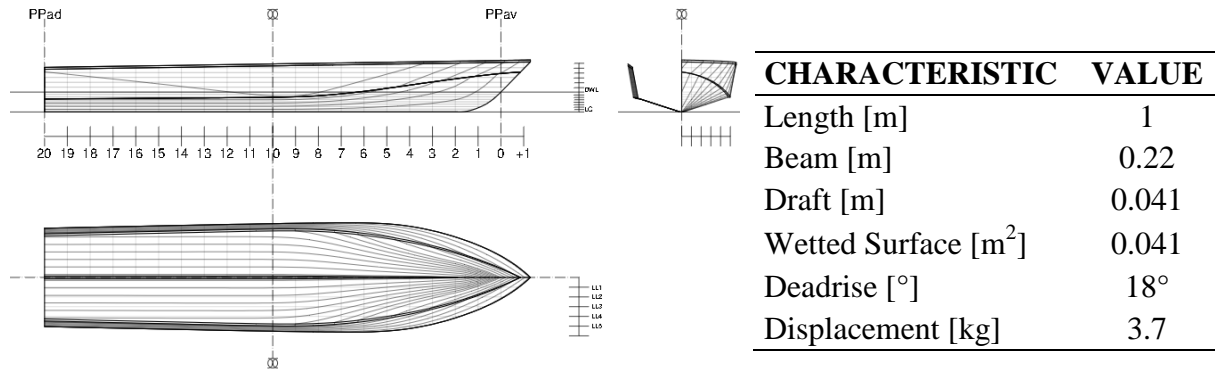 PPad
PPav
DWL
LC
20 19 18 17 16 15 14 13 12 11 10 9 8 7 6 5 4 3 2 1 0 +1
LL1
LL2
LL3
LL4
LL5
CHARACTERISTIC VALUE
Length [m] 1
Beam [m] 0.22
Draft [m] 0.041
Wetted Surface [m²] 0.041
Deadrise [°] 18°
Displacement [kg] 3.7